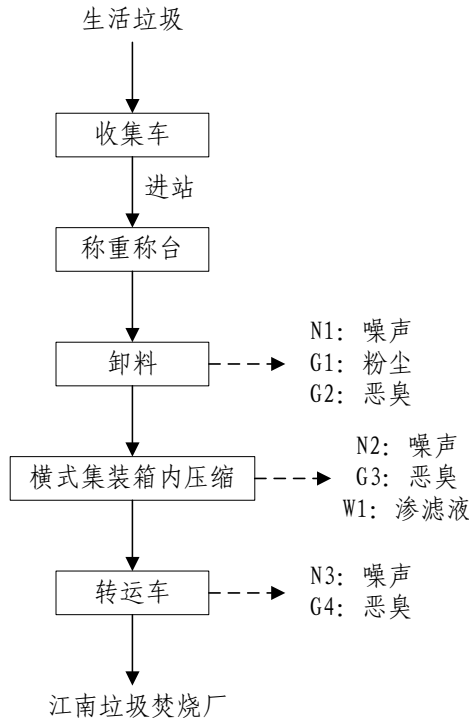 生活垃圾
收集车
进站
称重称台
卸料
N1: 噪声
G1: 粉尘
G2: 恶臭
横式集装箱内压缩
N2: 噪声
G3: 恶臭
W1: 渗滤液
转运车
N3: 噪声
G4: 恶臭
江南垃圾焚烧厂